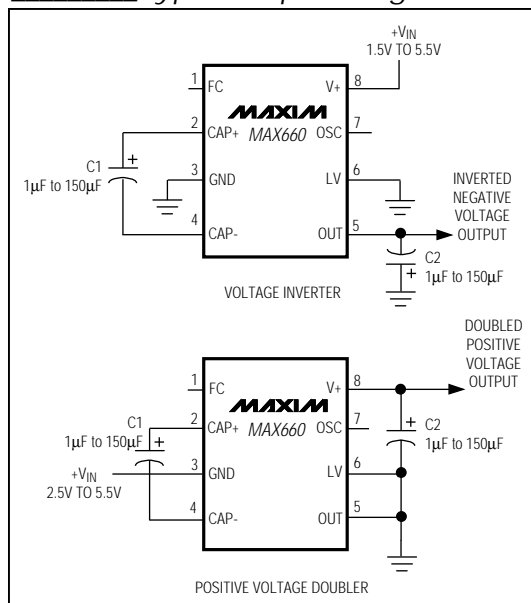 Typical Operating
+VIN
1.5V TO 5.5V
1 FC V+ 8
MAXIM
2 CAP+ MAX660 OSC 7
C1 +
1µF to 150µF
3 GND LV 6
4 CAP- OUT 5
INVERTED
NEGATIVE
VOLTAGE
OUTPUT
C2
+ 1µF to 150µF
VOLTAGE INVERTER
DOUBLED
POSITIVE
VOLTAGE
OUTPUT
1 FC V+ 8
MAXIM
2 CAP+ MAX660 OSC 7
C1
1µF to 150µF +
+ C2
1µF to 150µF
+VIN
2.5V TO 5.5V
3 GND LV 6
4 CAP- OUT 5
POSITIVE VOLTAGE DOUBLER